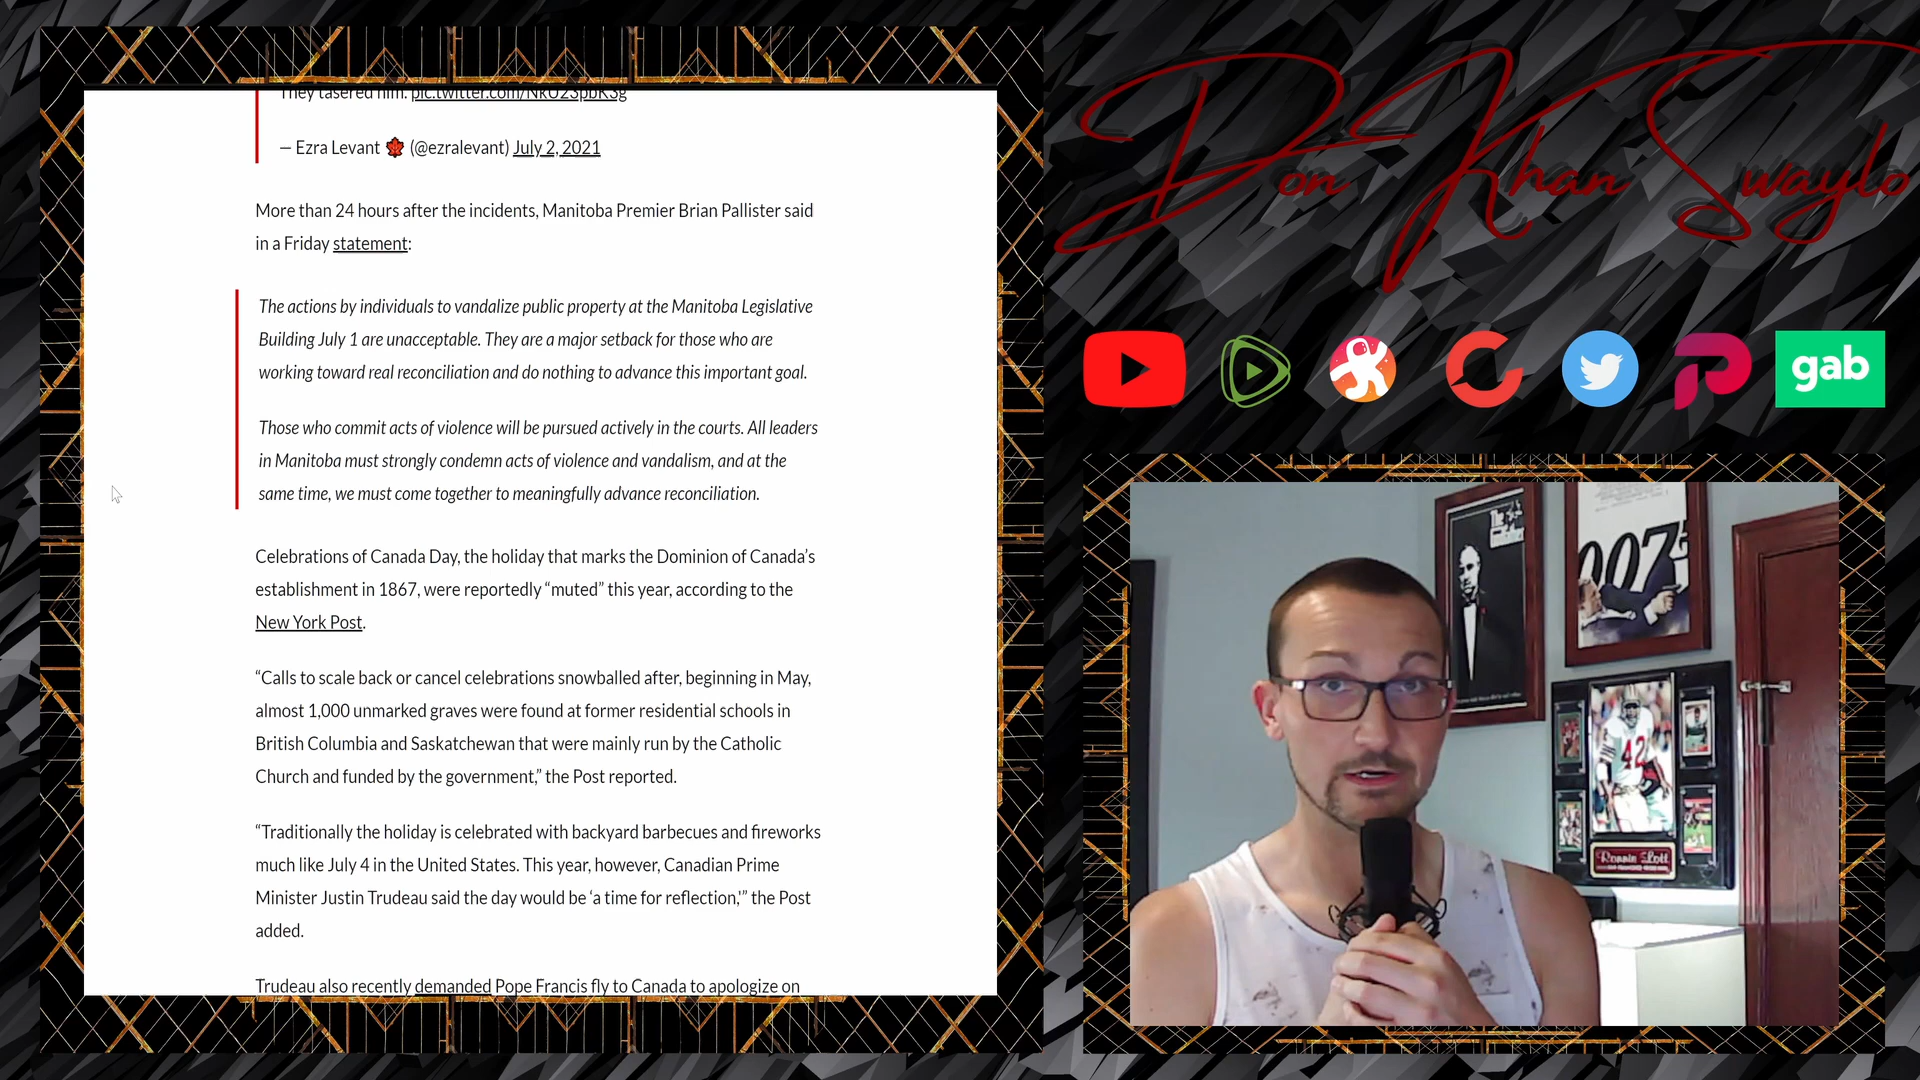 They tasered him. pic.twitter.com/NkU23pbK3g
— Ezra Levant 🍁 (@ezralevant) July 2, 2021
More than 24 hours after the incidents, Manitoba Premier Brian Pallister said
in a Friday statement:
The actions by individuals to vandalize public property at the Manitoba Legislative
Building July 1 are unacceptable. They are a major setback for those who are
working toward real reconciliation and do nothing to advance this important goal.
Those who commit acts of violence will be pursued actively in the courts. All leaders
in Manitoba must strongly condemn acts of violence and vandalism, and at the
same time, we must come together to meaningfully advance reconciliation.
Celebrations of Canada Day, the holiday that marks the Dominion of Canada’s
establishment in 1867, were reportedly “muted” this year, according to the
New York Post.
“Calls to scale back or cancel celebrations snowballed after, beginning in May,
almost 1,000 unmarked graves were found at former residential schools in
British Columbia and Saskatchewan that were mainly run by the Catholic
Church and funded by the government,” the Post reported.
“Traditionally the holiday is celebrated with backyard barbecues and fireworks
much like July 4 in the United States. This year, however, Canadian Prime
Minister Justin Trudeau said the day would be ‘a time for reflection,’” the Post
added.
Trudeau also recently demanded Pope Francis fly to Canada to apologize on
Don Khan Swaylo
gab
The
007
42
Ronnie Lott